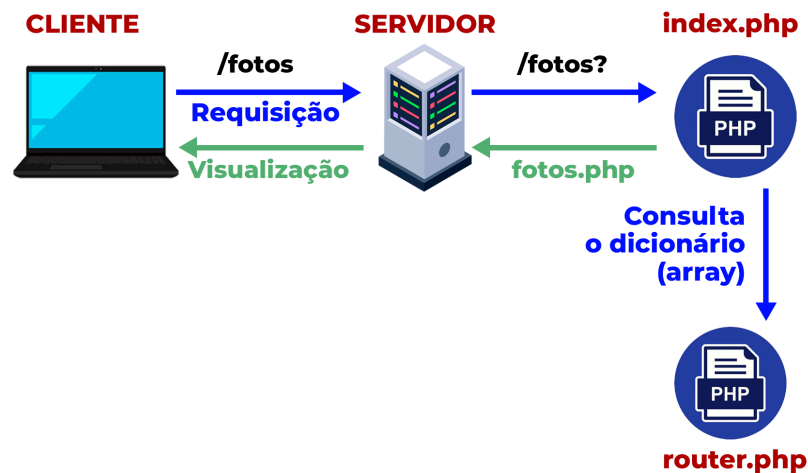 CLIENTE
SERVIDOR
index.php
/fotos
/fotos?
Requisição
PHP
Visualização
fotos.php
Consulta
o dicionário
(array)
PHP
router.php